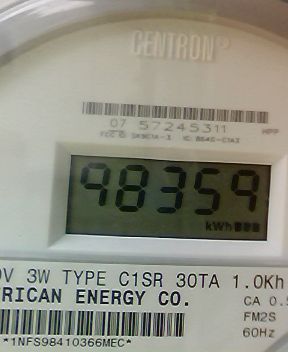 CENTRON®
07 57245311 HPP
98359
kWh
0V 3W TYPE C1SR 30TA 1.0Kh
RICAN ENERGY CO.
CA 0.5
FM2S
60Hz
*1NFS98410366MEC*